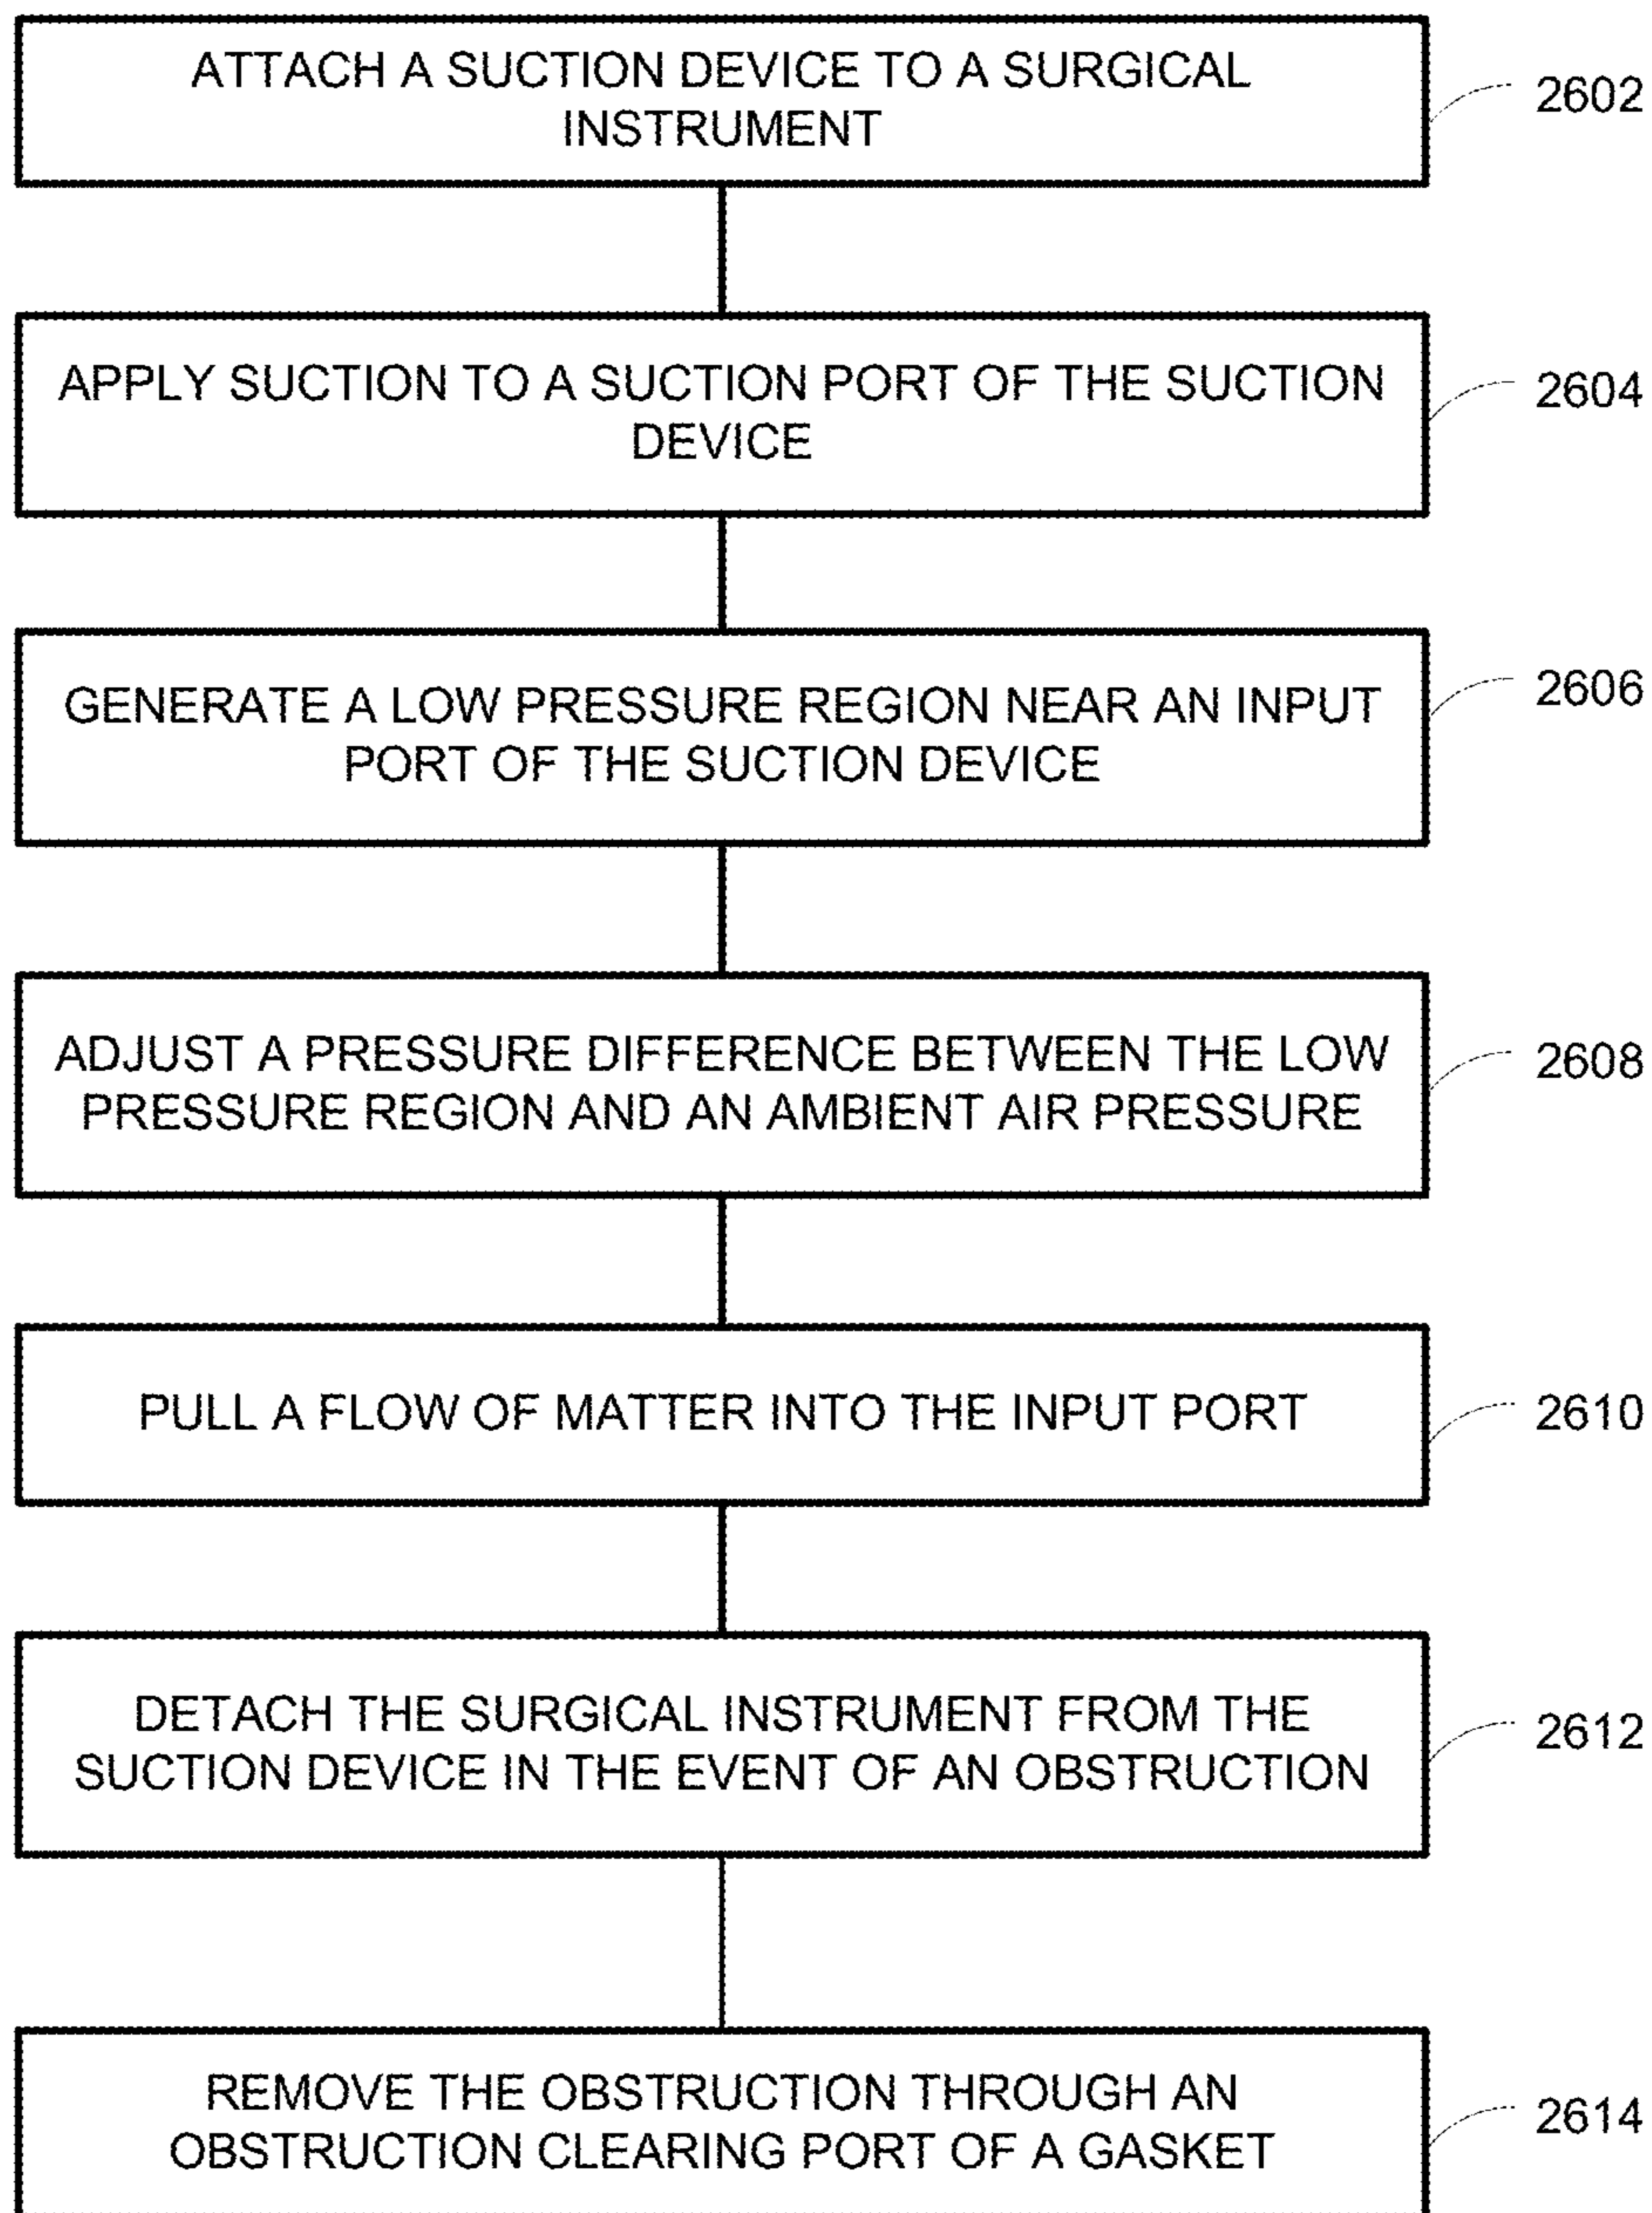 ATTACH A SUCTION DEVICE TO A SURGICAL
INSTRUMENT
2602
APPLY SUCTION TO A SUCTION PORT OF THE SUCTION
DEVICE
2604
GENERATE A LOW PRESSURE REGION NEAR AN INPUT
PORT OF THE SUCTION DEVICE
2606
ADJUST A PRESSURE DIFFERENCE BETWEEN THE LOW
PRESSURE REGION AND AN AMBIENT AIR PRESSURE
2608
PULL A FLOW OF MATTER INTO THE INPUT PORT
2610
DETACH THE SURGICAL INSTRUMENT FROM THE
SUCTION DEVICE IN THE EVENT OF AN OBSTRUCTION
2612
REMOVE THE OBSTRUCTION THROUGH AN
OBSTRUCTION CLEARING PORT OF A GASKET
2614